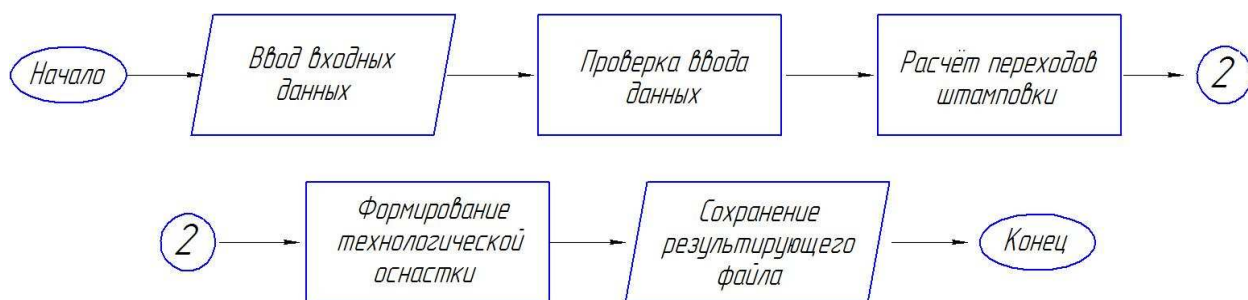 Начало
Ввод входных
данных
Проверка ввода
данных
Расчёт переходов
штамповки
2
2
Формирование
технологической
оснастки
Сохранение
результирующего
файла
Конец